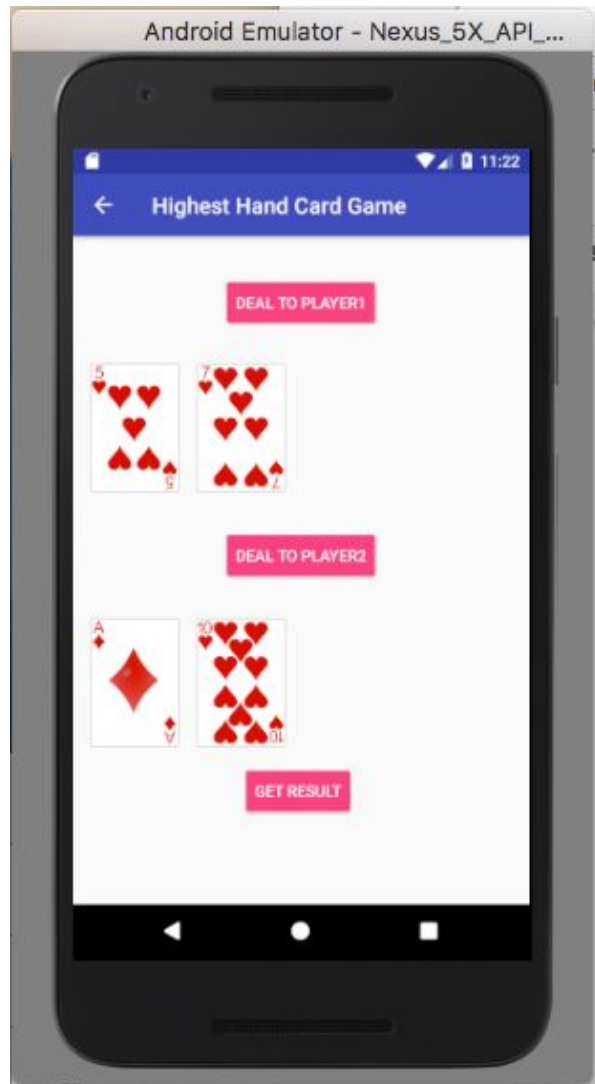 Android Emulator - Nexus_5X_API_...
11:22
Highest Hand Card Game
DEAL TO PLAYER1
5 7
5 7
DEAL TO PLAYER2
A 10
A 10
GET RESULT